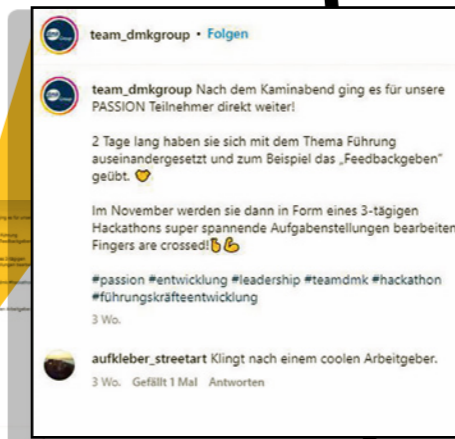 team_dmkgroup • Folgen
team_dmkgroup Nach dem Kaminabend ging es für unsere
PASSION Teilnehmer direkt weiter!
2 Tage lang haben sie sich mit dem Thema Führung
auseinandergesetzt und zum Beispiel das „Feedbackgeben"
geübt.
Im November werden sie dann in Form eines 3-tägigen
Hackathons super spannende Aufgabenstellungen bearbeiten
Fingers are crossed!
#passion #entwicklung #leadership #teamdmk #hackathon
#führungskräfteentwicklung
3 Wo.
aufkleber_streetart Klingt nach einem coolen Arbeitgeber.
3 Wo. Gefällt 1 Mal Antworten